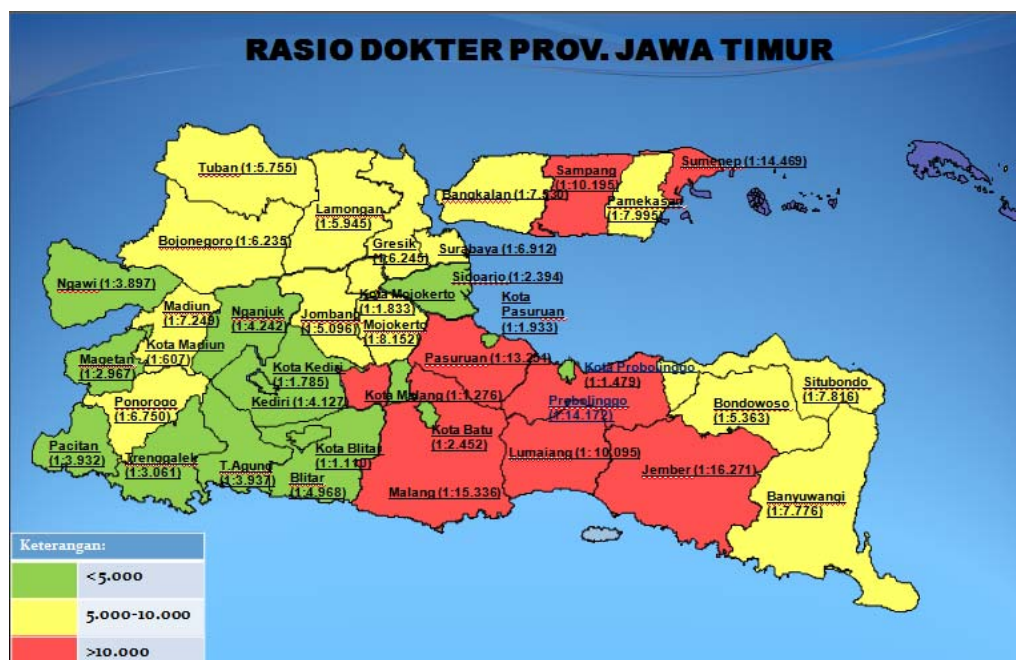 RASIO DOKTER PROV. JAWA TIMUR
Tuban (1:5.755)
Lamongan
(1:5.945)
Bojonegoro (1:6.235)
Gresik
(1:6.245)
Surabaya (1:6.912)
Bangkalan (1:7.530)
Sampang
(1:10.195)
Pamekasan
(1:7.995)
Sumenep (1:14.469)
Ngawi (1:3.897)
Madiun
(1:7.249)
Nganjuk
(1:4.242)
Jombang
(1:5.096)
Kota Mojokerto
(1:1.833)
Mojokerto
(1:8.152)
Sidoarjo (1:2.394)
Kota
Pasuruan
(1:1.933)
Magetan
(1:2.967)
Kota Madiun
(1:607)
Kota Kediri
(1:1.785)
Kediri (1:4.127)
Pasuruan
Kota Malang (1:1.276)
Kota Probolinggo
(1:1.479)
Probolinggo
(1:14.172)
Situbondo
(1:7.816)
Bondowoso
(1:5.363)
Ponorogo
(1:6.750)
Pacitan
(1:3.932)
Trenggalek
(1:3.061)
T.Agung
(1:3.937)
Kota Blitar
(1:1.110)
Blitar
(1:4.968)
Kota Batu
(1:2.452)
Malang (1:15.336)
Lumajang (1: 10.095)
Jember (1:16.271)
Banyuwangi
(1:7.776)
Keterangan:
<5.000
5.000-10.000
>10.000